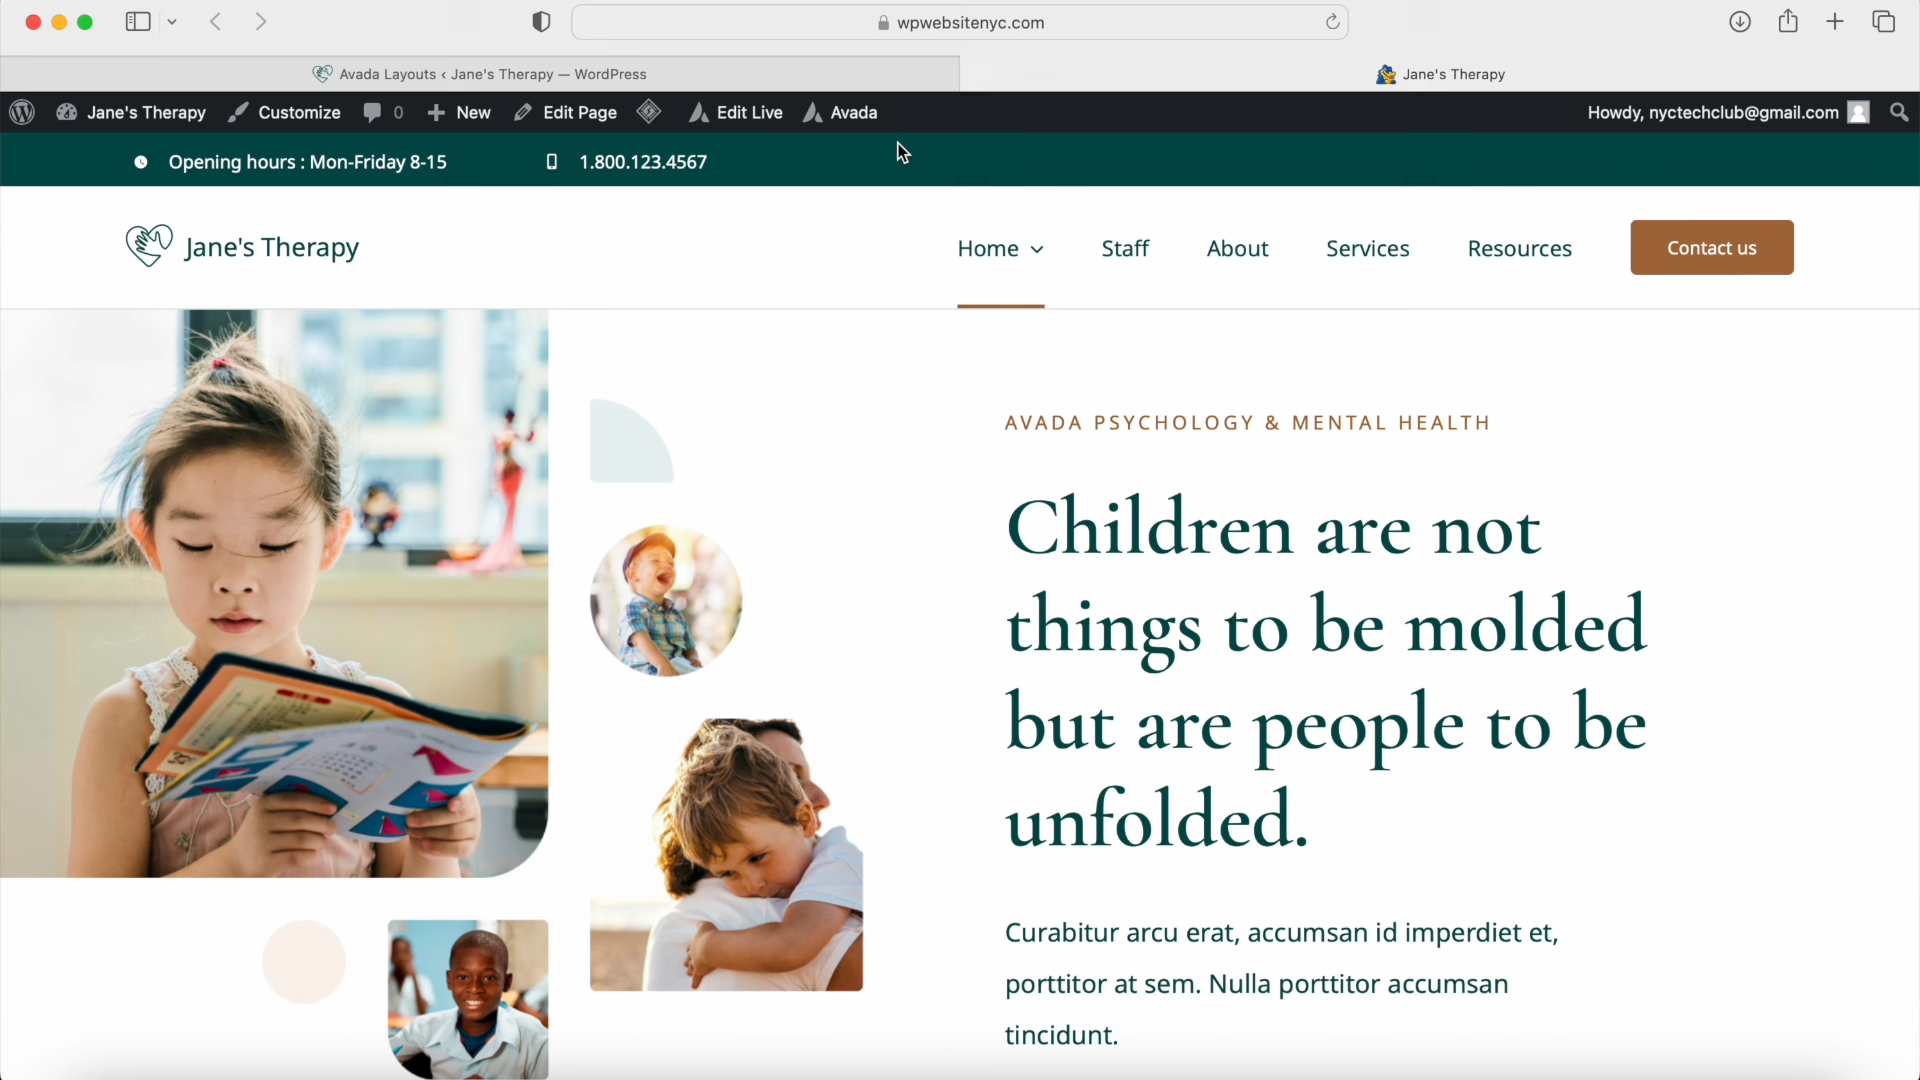 wpwebsitenyc.com
Avada Layouts ‹ Jane's Therapy — WordPress
Jane's Therapy
Jane's Therapy
Customize
0
New
Edit Page
Edit Live
Avada
Howdy, nyctechclub@gmail.com
Opening hours : Mon-Friday 8-15
1.800.123.4567
Jane's Therapy
Home
Staff
About
Services
Resources
Contact us
AVADA PSYCHOLOGY & MENTAL HEALTH
Children are not
things to be molded
but are people to be
unfolded.
Curabitur arcu erat, accumsan id imperdiet et,
porttitor at sem. Nulla porttitor accumsan
tincidunt.